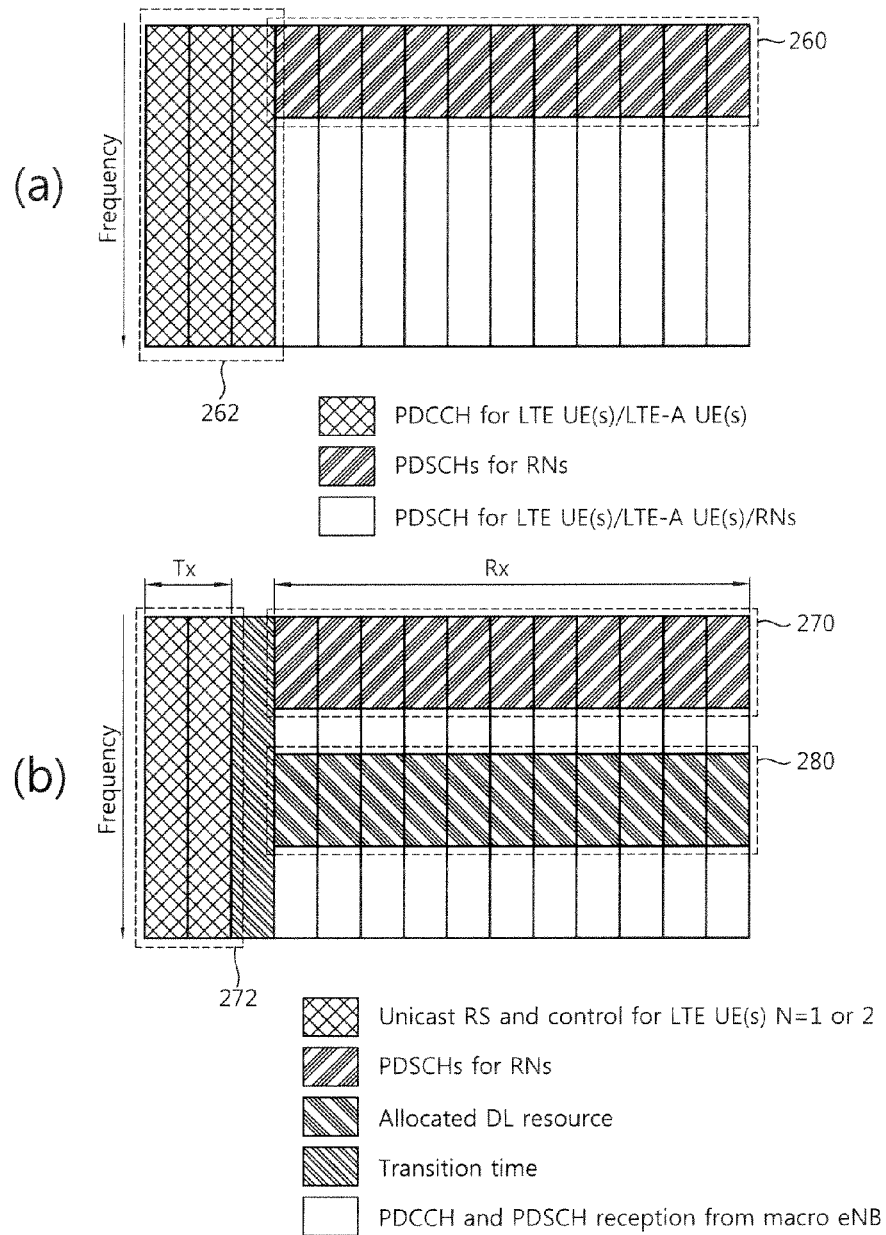 (a)
Frequency
260
262
PDCCH for LTE UE(s)/LTE-A UE(s)
PDSCHs for RNs
PDSCH for LTE UE(s)/LTE-A UE(s)/RNs
(b)
Tx
Rx
Frequency
270
280
272
Unicast RS and control for LTE UE(s) N=1 or 2
PDSCHs for RNs
Allocated DL resource
Transition time
PDCCH and PDSCH reception from macro eNB